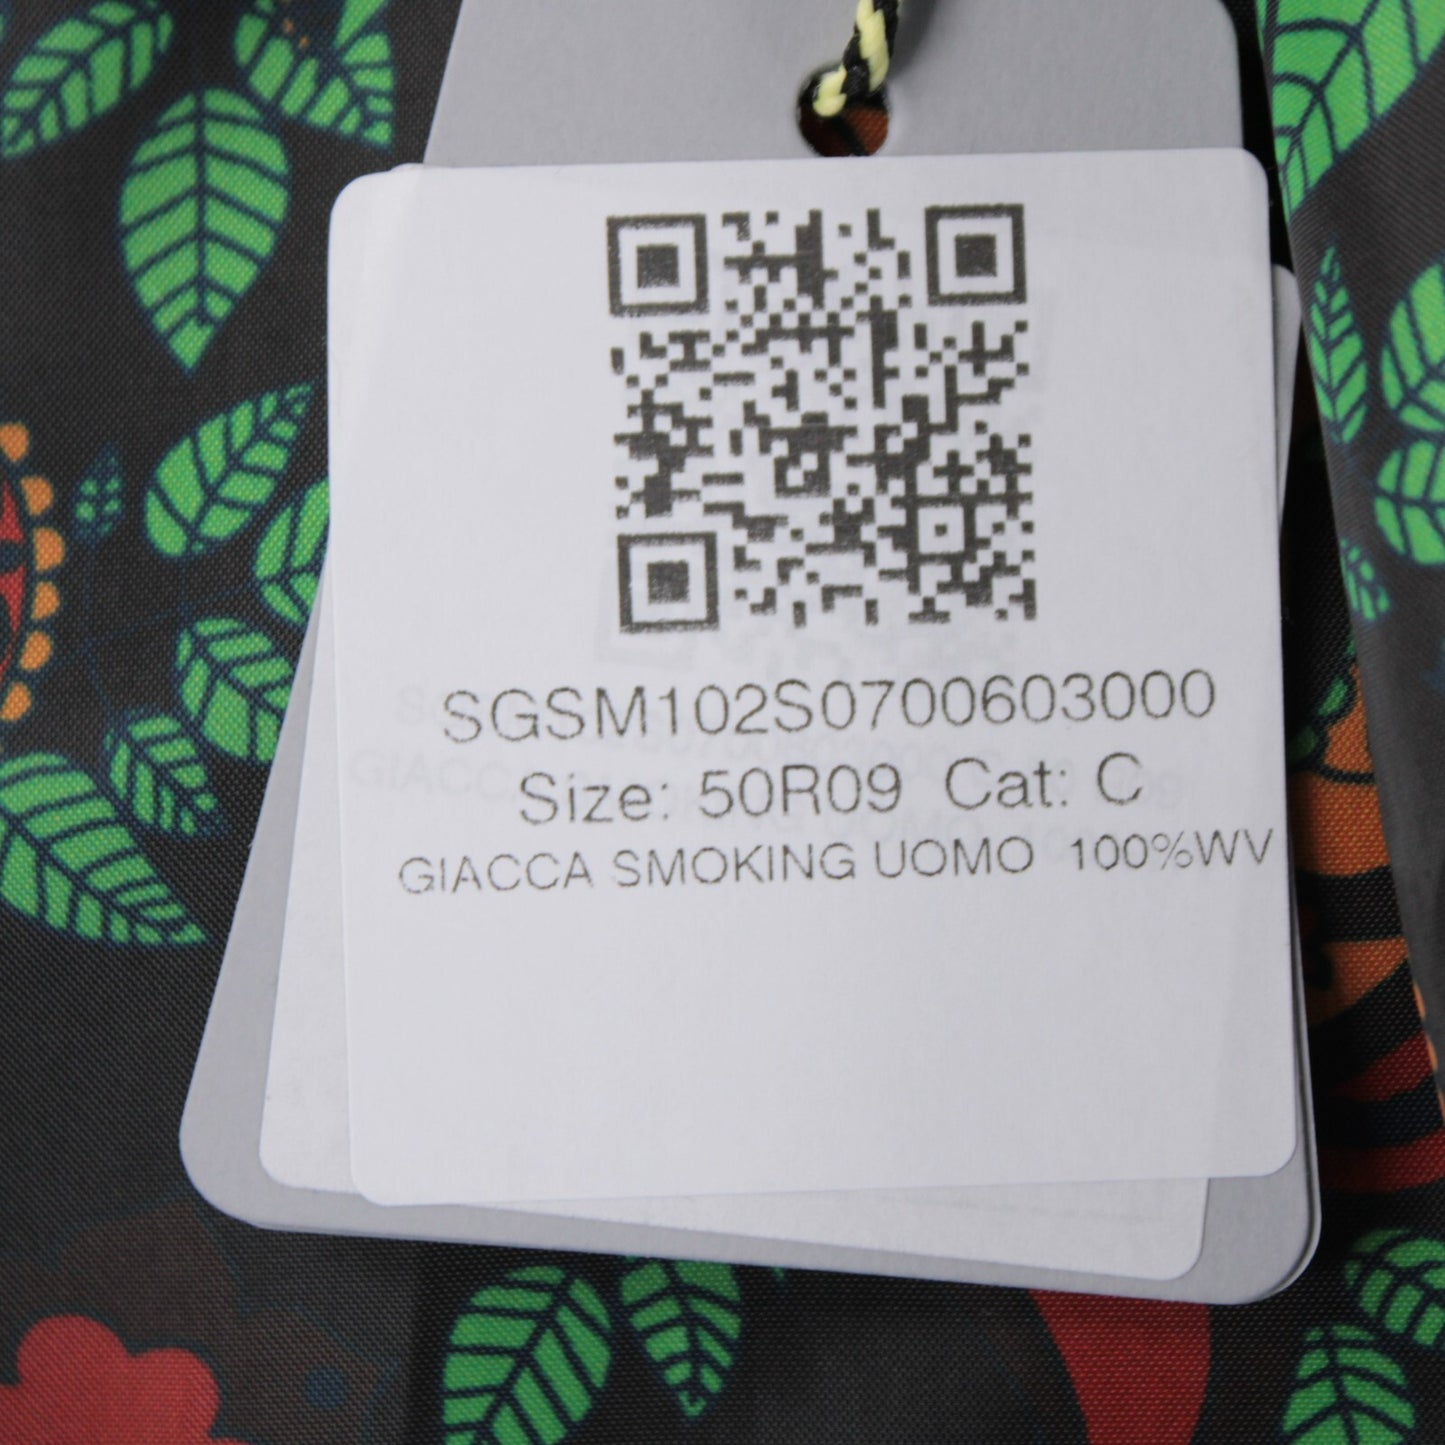 SGSM102S0700603000
Size: 50R09 Cat: C
GIACCA SMOKING UOMO 100%WV